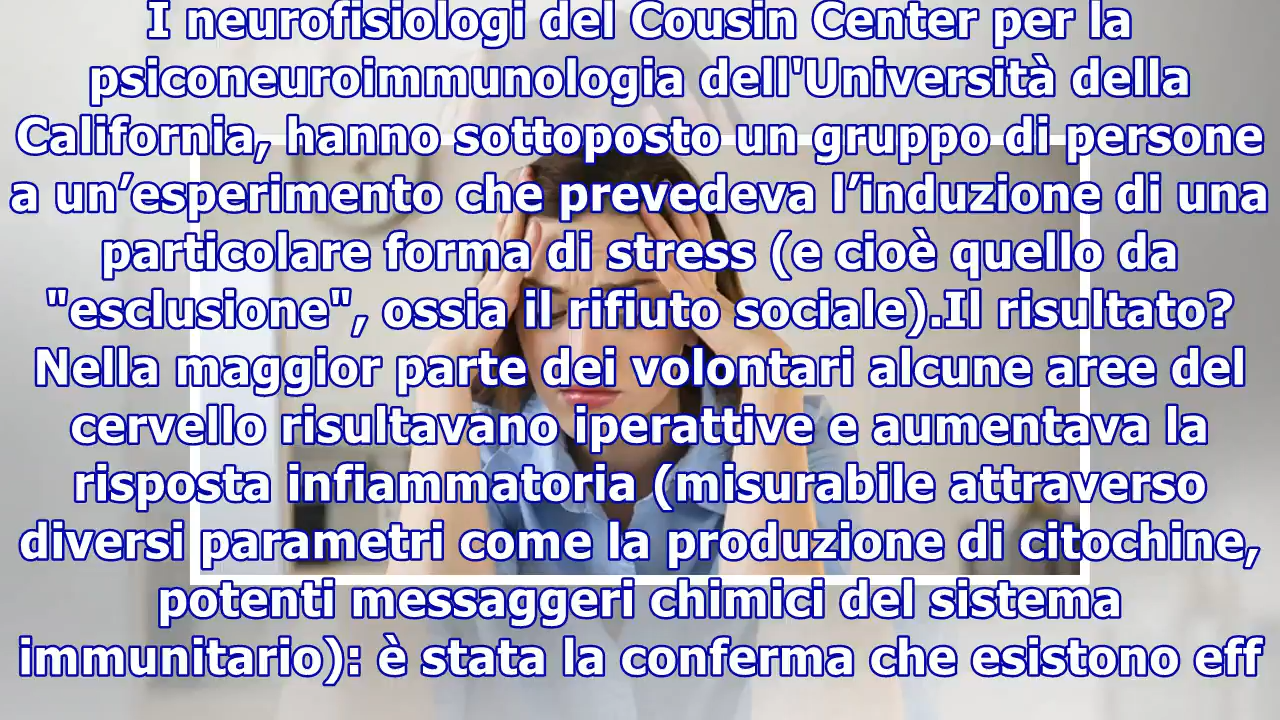 I neurofisiologi del Cousin Center per la
psiconeuroimmunologia dell'Università della
California, hanno sottoposto un gruppo di persone
a un’esperimento che prevedeva l’induzione di una
particolare forma di stress (e cioè quello da
"esclusione", ossia il rifiuto sociale).Il risultato?
Nella maggior parte dei volontari alcune aree del
cervello risultavano iperattive e aumentava la
risposta infiammatoria (misurabile attraverso
diversi parametri come la produzione di citochine,
potenti messaggeri chimici del sistema
immunitario): è stata la conferma che esistono eff